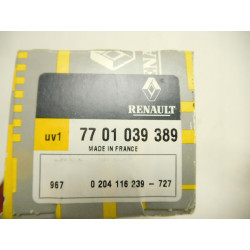 RENAULT
uv1 77 01 039 389
MADE IN FRANCE
967 0 204 116 239 - 727